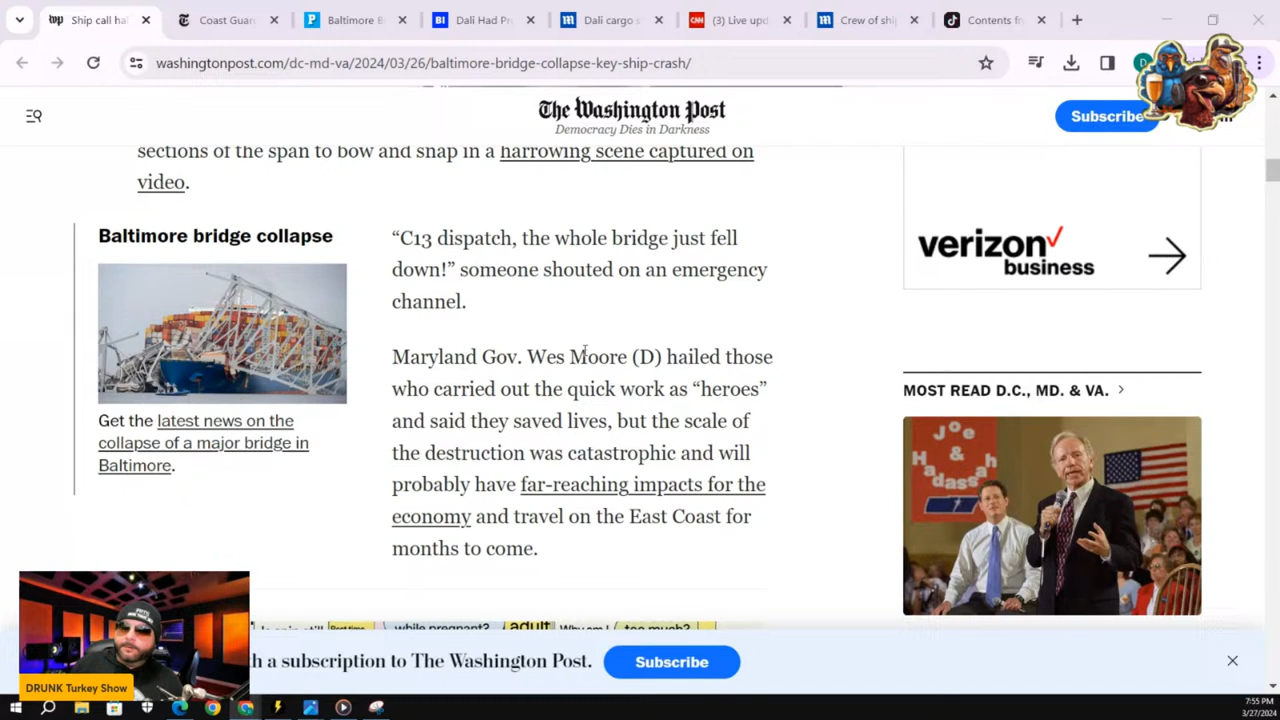 Ship call ha
Coast Guar
Baltimore B
Dali Had Pr
Dali cargo s
(3) Live upd
Crew of shi
Contents fr
washingtonpost.com/dc-md-va/2024/03/26/baltimore-bridge-collapse-key-ship-crash/
The Washington Post
Democracy Dies in Darkness
Subscribe
sections of the span to bow and snap in a harrowing scene captured on
video.
Baltimore bridge collapse
Get the latest news on the
collapse of a major bridge in
Baltimore.
“C13 dispatch, the whole bridge just fell
down!” someone shouted on an emergency
channel.
Maryland Gov. Wes Moore (D) hailed those
who carried out the quick work as “heroes”
and said they saved lives, but the scale of
the destruction was catastrophic and will
probably have far-reaching impacts for the
economy and travel on the East Coast for
months to come.
verizon
business
MOST READ D.C., MD. & VA.
Joe
&
Hadassah
while pregnant?
adult
Why am I
too much?
h a subscription to The Washington Post.
Subscribe
DRUNK Turkey Show
7:55 PM
3/27/2024